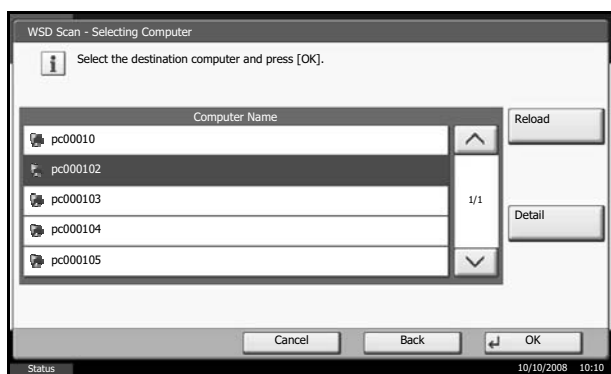 WSD Scan - Selecting Computer
Select the destination computer and press [OK].
Computer Name
Reload
pc00010
pc000102
pc000103
1/1
pc000104
Detail
pc000105
Cancel
Back
OK
Status
10/10/2008 10:10